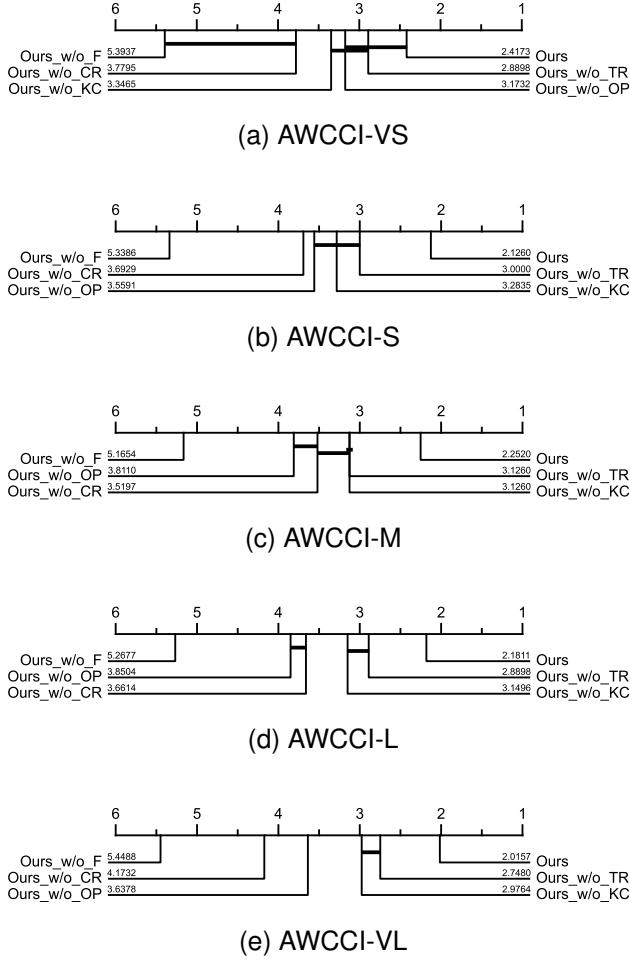 6 5 4 3 2 1
Ours_w/o_F 5.3937 2.4173 Ours
Ours_w/o_CR 3.7795 2.8898 Ours_w/o_TR
Ours_w/o_KC 3.3465 3.1732 Ours_w/o_OP
(a) AWCCI-VS
6 5 4 3 2 1
Ours_w/o_F 5.3386 2.1260 Ours
Ours_w/o_CR 3.6929 3.0000 Ours_w/o_TR
Ours_w/o_OP 3.5591 3.2835 Ours_w/o_KC
(b) AWCCI-S
6 5 4 3 2 1
Ours_w/o_F 5.1654 2.2520 Ours
Ours_w/o_OP 3.8110 3.1260 Ours_w/o_TR
Ours_w/o_CR 3.5197 3.1260 Ours_w/o_KC
(c) AWCCI-M
6 5 4 3 2 1
Ours_w/o_F 5.2677 2.1811 Ours
Ours_w/o_OP 3.8504 2.8898 Ours_w/o_TR
Ours_w/o_CR 3.6614 3.1496 Ours_w/o_KC
(d) AWCCI-L
6 5 4 3 2 1
Ours_w/o_F 5.4488 2.0157 Ours
Ours_w/o_CR 4.1732 2.7480 Ours_w/o_TR
Ours_w/o_OP 3.6378 2.9764 Ours_w/o_KC
(e) AWCCI-VL